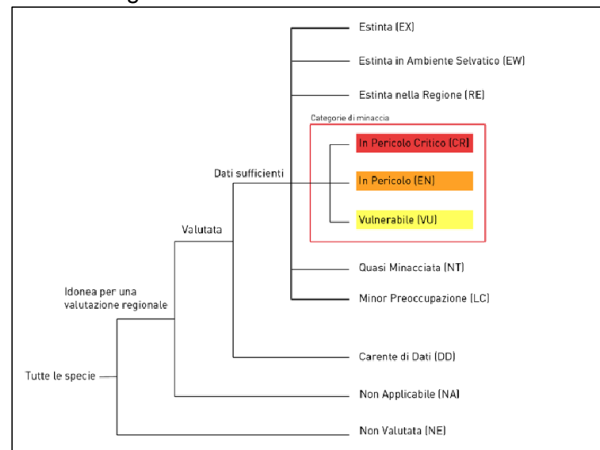 Estinta (EX)
Estinta in Ambiente Selvatico (EW)
Estinta nella Regione (RE)
Categorie di minaccia
In Pericolo Critico (CR)
Dati sufficienti
In Pericolo (EN)
Vulnerabile (VU)
Valutata
Quasi Minacciata (NT)
Idonea per una
valutazione regionale
Minor Preoccupazione (LC)
Carente di Dati (DD)
Tutte le specie
Non Applicabile (NA)
Non Valutata (NE)